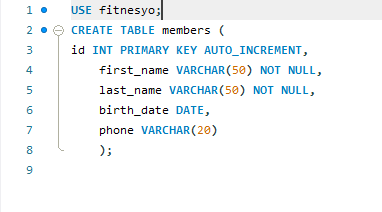 1 USE fitnesyo;
2 CREATE TABLE members (
3 id INT PRIMARY KEY AUTO_INCREMENT,
4 first_name VARCHAR(50) NOT NULL,
5 last_name VARCHAR(50) NOT NULL,
6 birth_date DATE,
7 phone VARCHAR(20)
8 );
9